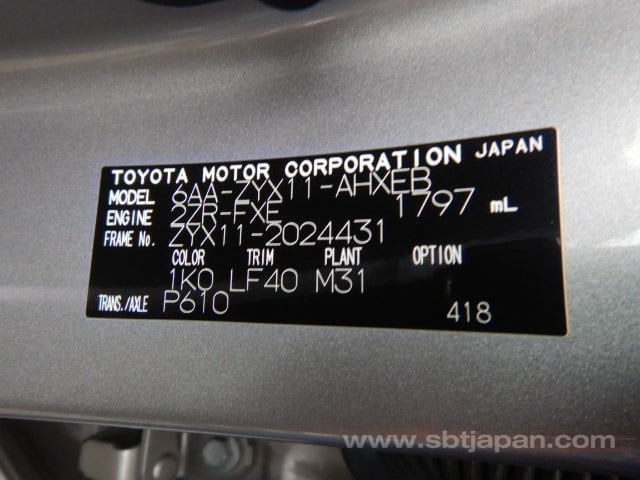 TOYOTA MOTOR CORPORATION JAPAN
MODEL 6AA-ZYX11-AHXEB
ENGINE 2ZR-FXE 1797 mL
FRAME No. ZYX11-2024431
COLOR TRIM PLANT OPTION
1K0 LF40 M31
TRANS./AXLE P610
418
www.sbtjapan.com